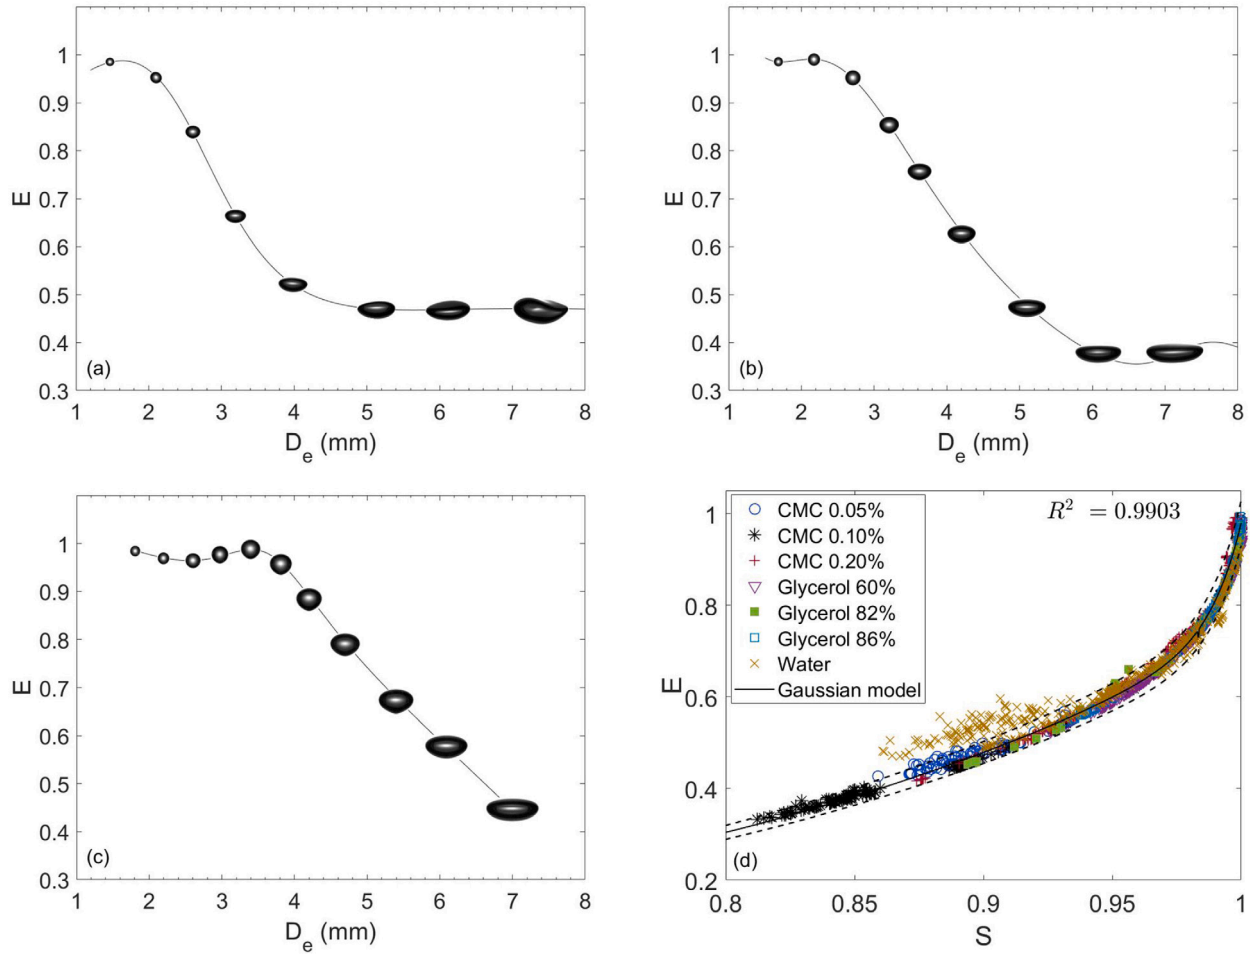 1
0.9
0.8
0.7
0.6
0.5
0.4
0.3
E
(a)
1 2 3 4 5 6 7 8
D_e (mm)
1
0.9
0.8
0.7
0.6
0.5
0.4
0.3
E
(b)
1 2 3 4 5 6 7 8
D_e (mm)
1
0.9
0.8
0.7
0.6
0.5
0.4
0.3
E
(c)
1 2 3 4 5 6 7 8
D_e (mm)
1
0.8
0.6
0.4
0.2
E
CMC 0.05%
CMC 0.10%
CMC 0.20%
Glycerol 60%
Glycerol 82%
Glycerol 86%
Water
Gaussian model
R² = 0.9903
(d)
0.8 0.85 0.9 0.95 1
S